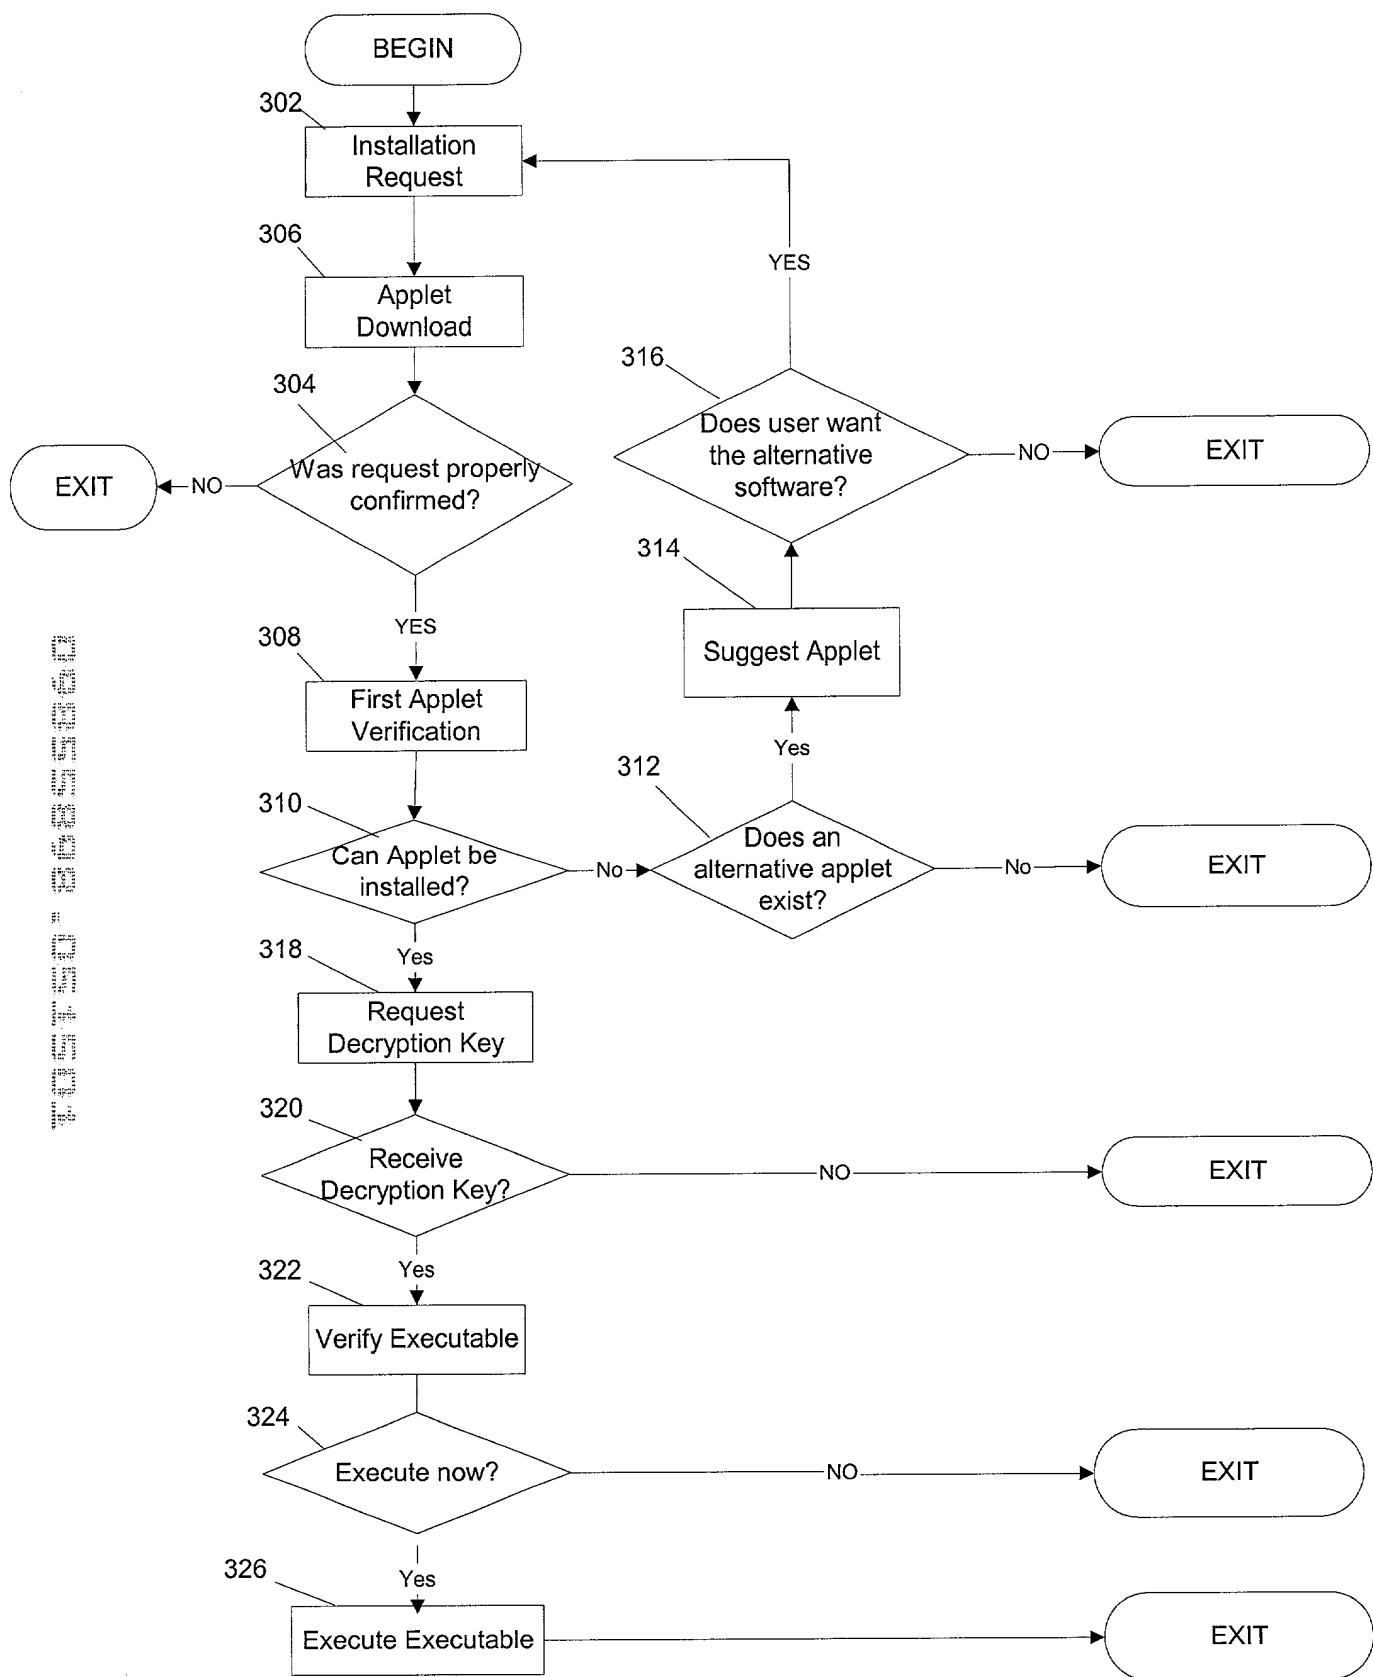 BEGIN
302
Installation
Request
306
Applet
Download
YES
304
Was request properly
confirmed?
NO
EXIT
316
Does user want
the alternative
software?
NO
EXIT
314
Suggest Applet
YES
308
First Applet
Verification
Yes
310
Can Applet be
installed?
No
312
Does an
alternative applet
exist?
No
EXIT
Yes
318
Request
Decryption Key
320
Receive
Decryption Key?
NO
EXIT
Yes
322
Verify Executable
324
Execute now?
NO
EXIT
Yes
326
Execute Executable
EXIT